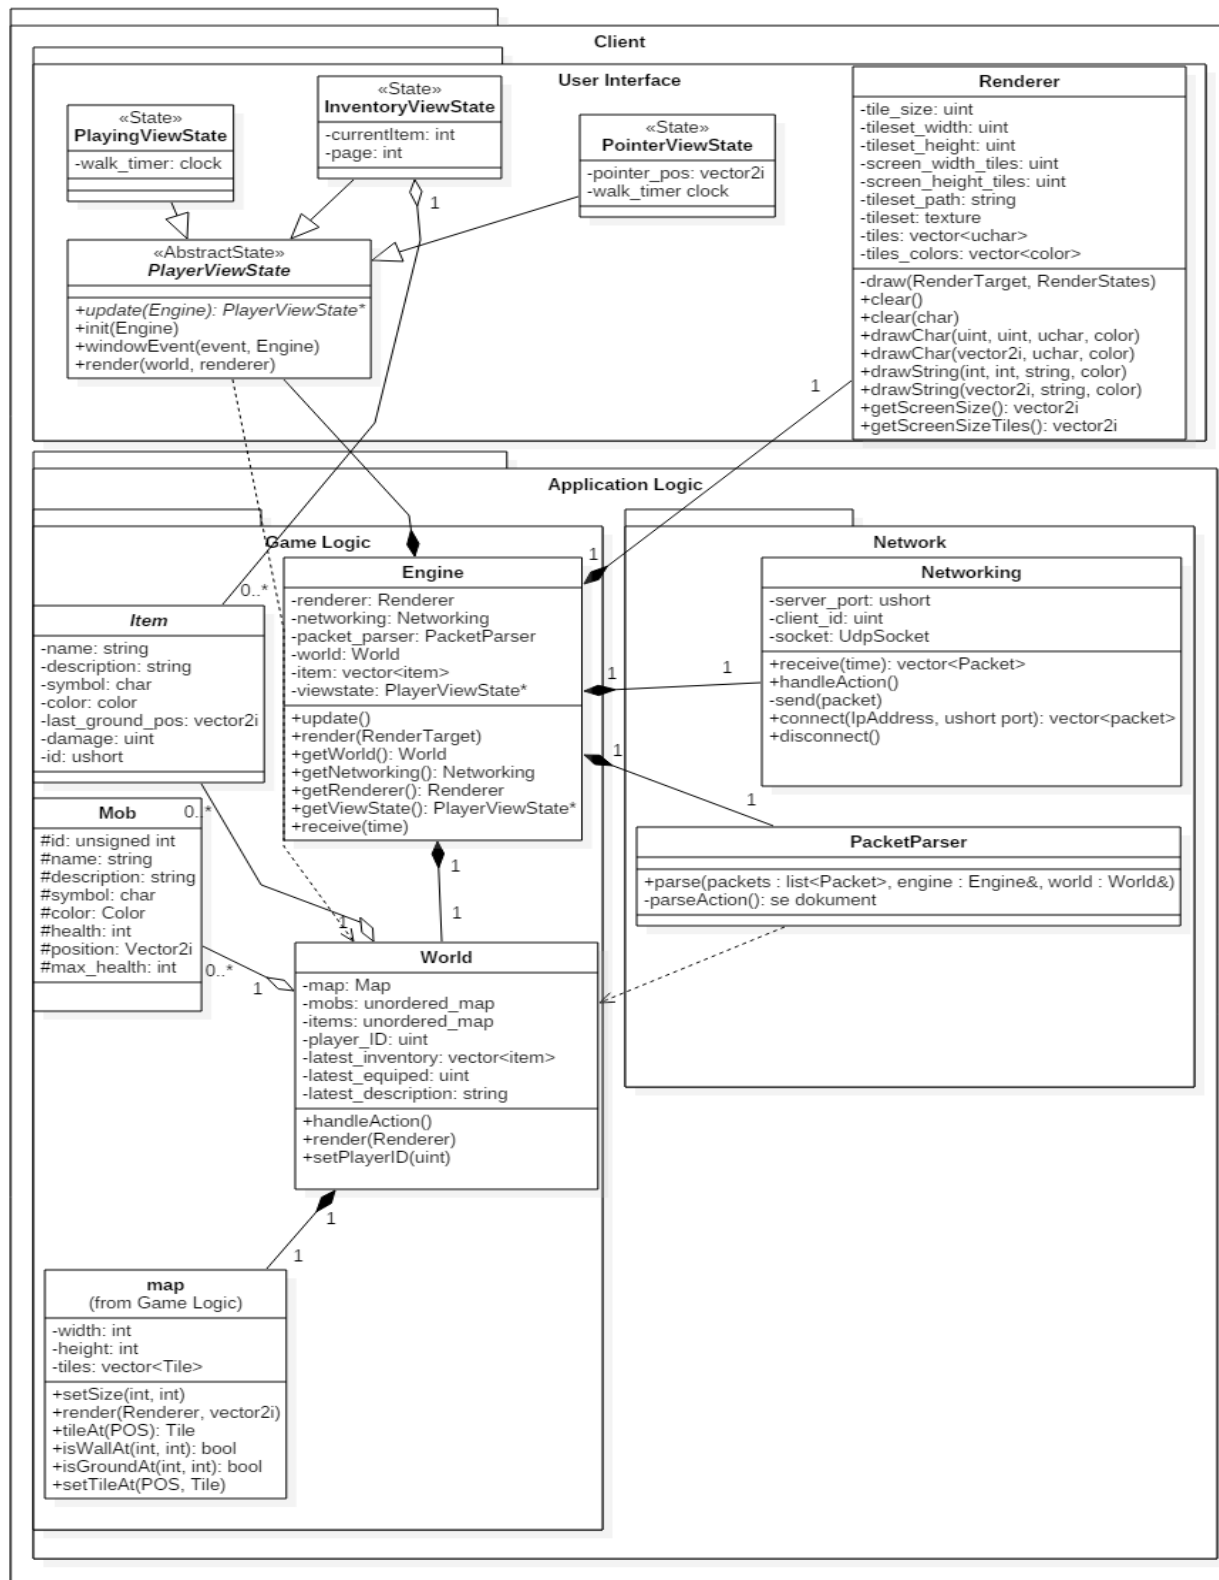 Client
User Interface
«State»
PlayingViewState
-walk_timer: clock
«State»
InventoryViewState
-currentItem: int
-page: int
1
«State»
PointerViewState
-pointer_pos: vector2i
-walk_timer clock
Renderer
-tile_size: uint
-tileset_width: uint
-tileset_height: uint
-screen_width_tiles: uint
-screen_height_tiles: uint
-tileset_path: string
-tileset: texture
-tiles: vector<uchar>
-tiles_colors: vector<color>
-draw(RenderTarget, RenderStates)
+clear()
+clear(char)
+drawChar(uint, uint, uchar, color)
+drawChar(vector2i, uchar, color)
+drawString(int, int, string, color)
+drawString(vector2i, string, color)
+getScreenSize(): vector2i
+getScreenSizeTiles(): vector2i
«AbstractState»
PlayerViewState
+update(Engine): PlayerViewState*
+init(Engine)
+windowEvent(event, Engine)
+render(world, renderer)
1
Application Logic
Game Logic
1
0..*
Engine
-renderer: Renderer
-networking: Networking
-packet_parser: PacketParser
-world: World
-item: vector<item>
-viewstate: PlayerViewState*
+update()
+render(RenderTarget)
+getWorld(): World
+getNetworking(): Networking
+getRenderer(): Renderer
+getViewState(): PlayerViewState*
+receive(time)
1
1
1
1
1
1
Network
Networking
-server_port: ushort
-client_id: uint
-socket: UdpSocket
+receive(time): vector<Packet>
+handleAction()
-send(packet)
+connect(IpAddress, ushort port): vector<packet>
+disconnect()
PacketParser
+parse(packets : list<Packet>, engine : Engine&, world : World&)
-parseAction(): se dokument
Item
-name: string
-description: string
-symbol: char
-color: color
-last_ground_pos: vector2i
-damage: uint
-id: ushort
0..*
Mob
#id: unsigned int
#name: string
#description: string
#symbol: char
#color: Color
#health: int
#position: Vector2i
#max_health: int
0..*
1
1
World
-map: Map
-mobs: unordered_map
-items: unordered_map
-player_ID: uint
-latest_inventory: vector<item>
-latest_equiped: uint
-latest_description: string
+handleAction()
+render(Renderer)
+setPlayerID(uint)
1
1
map
(from Game Logic)
-width: int
-height: int
-tiles: vector<Tile>
+setSize(int, int)
+render(Renderer, vector2i)
+tileAt(POS): Tile
+isWallAt(int, int): bool
+isGroundAt(int, int): bool
+setTileAt(POS, Tile)